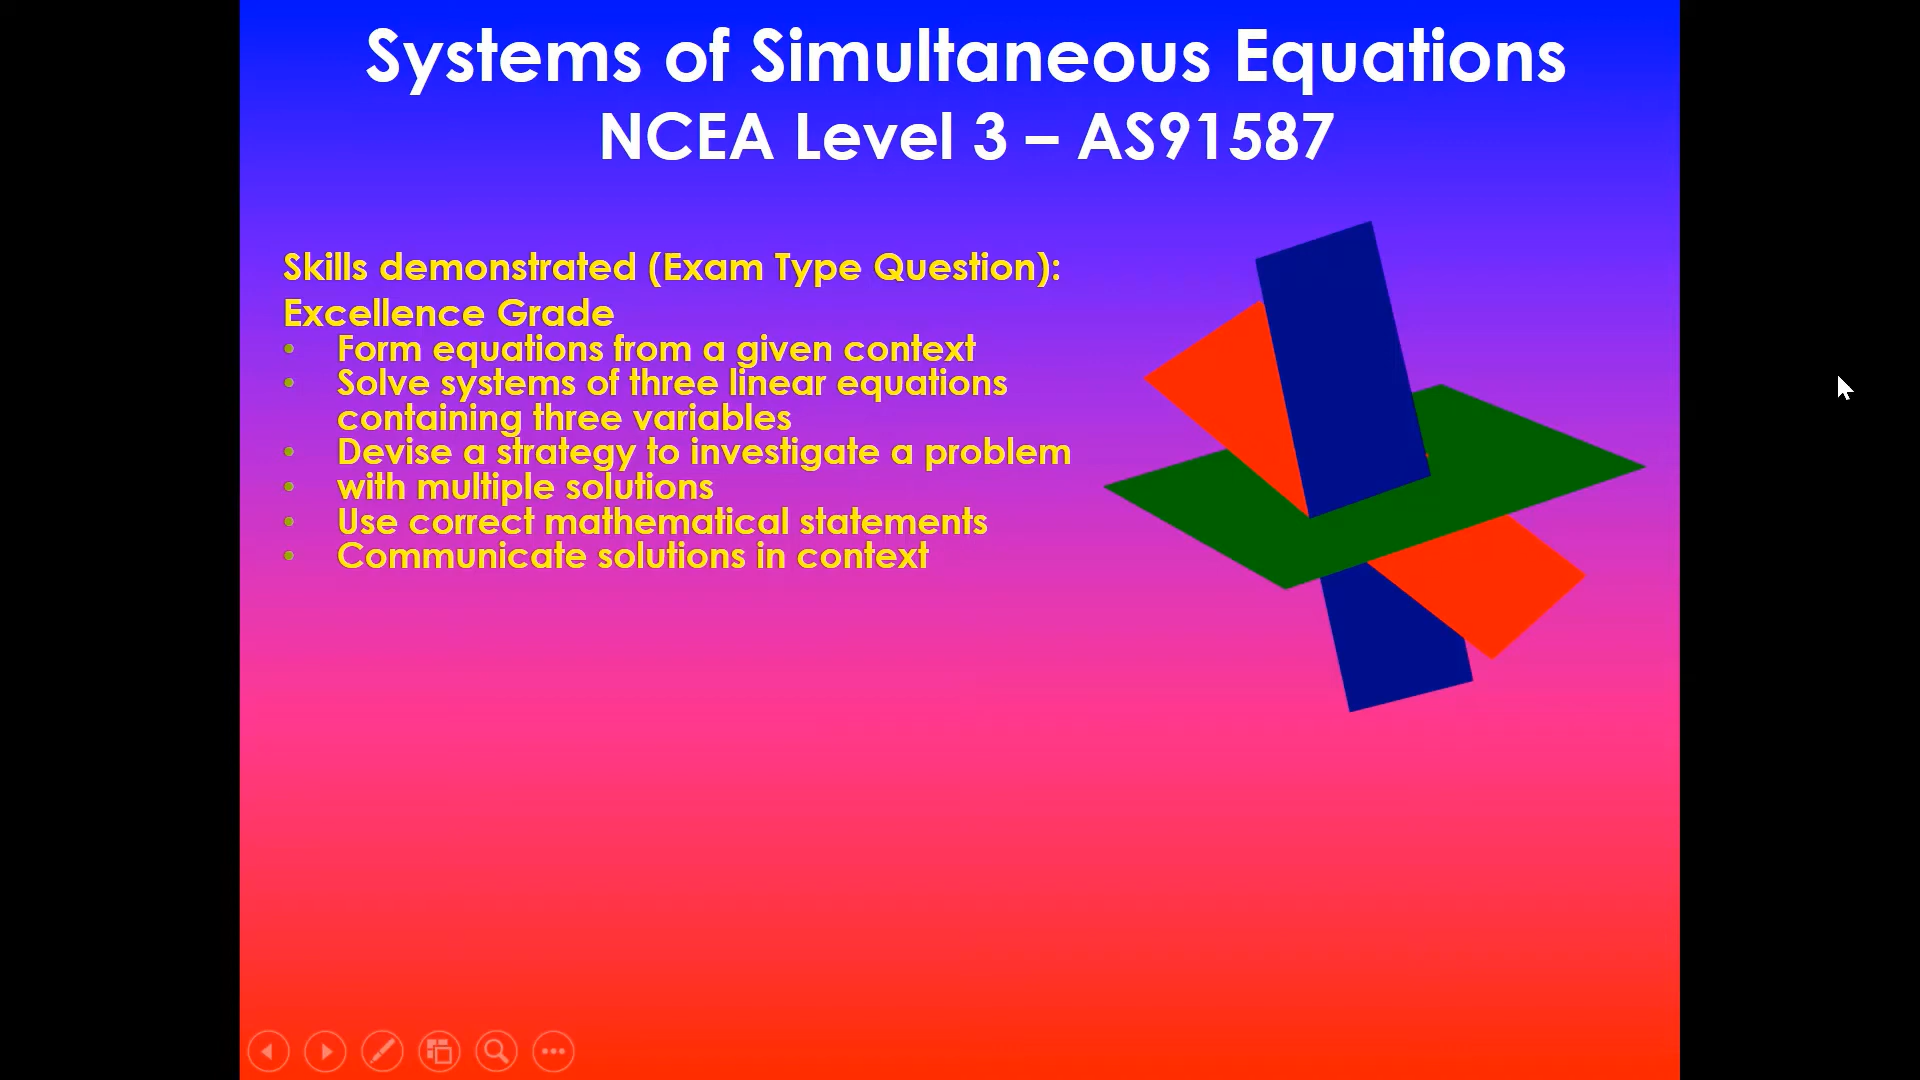 Systems of Simultaneous Equations
NCEA Level 3 – AS91587
Skills demonstrated (Exam Type Question):
Excellence Grade
• Form equations from a given context
• Solve systems of three linear equations
containing three variables
• Devise a strategy to investigate a problem
• with multiple solutions
• Use correct mathematical statements
• Communicate solutions in context